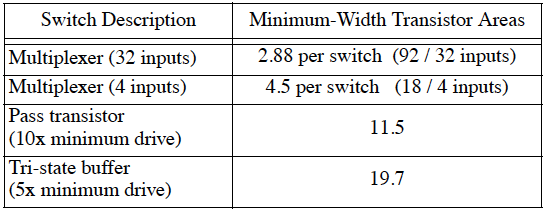 Switch Description Minimum-Width Transistor Areas
Multiplexer (32 inputs) 2.88 per switch (92 / 32 inputs)
Multiplexer (4 inputs) 4.5 per switch (18 / 4 inputs)
Pass transistor
(10x minimum drive) 11.5
Tri-state buffer
(5x minimum drive) 19.7